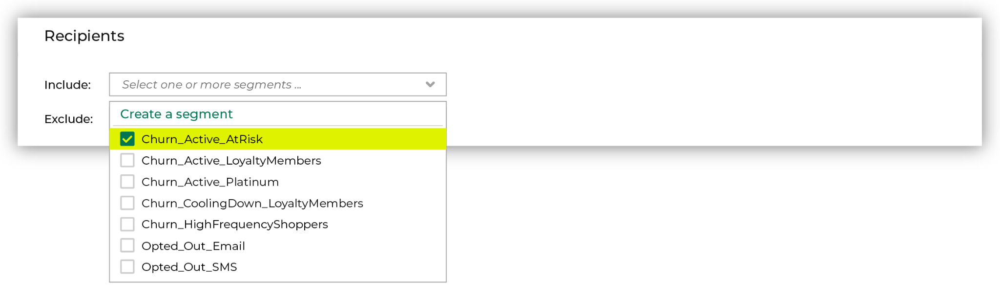 Recipients
Include: Select one or more segments ...
Exclude:
Create a segment
Churn_Active_AtRisk
Churn_Active_LoyaltyMembers
Churn_Active_Platinum
Churn_CoolingDown_LoyaltyMembers
Churn_HighFrequencyShoppers
Opted_Out_Email
Opted_Out_SMS